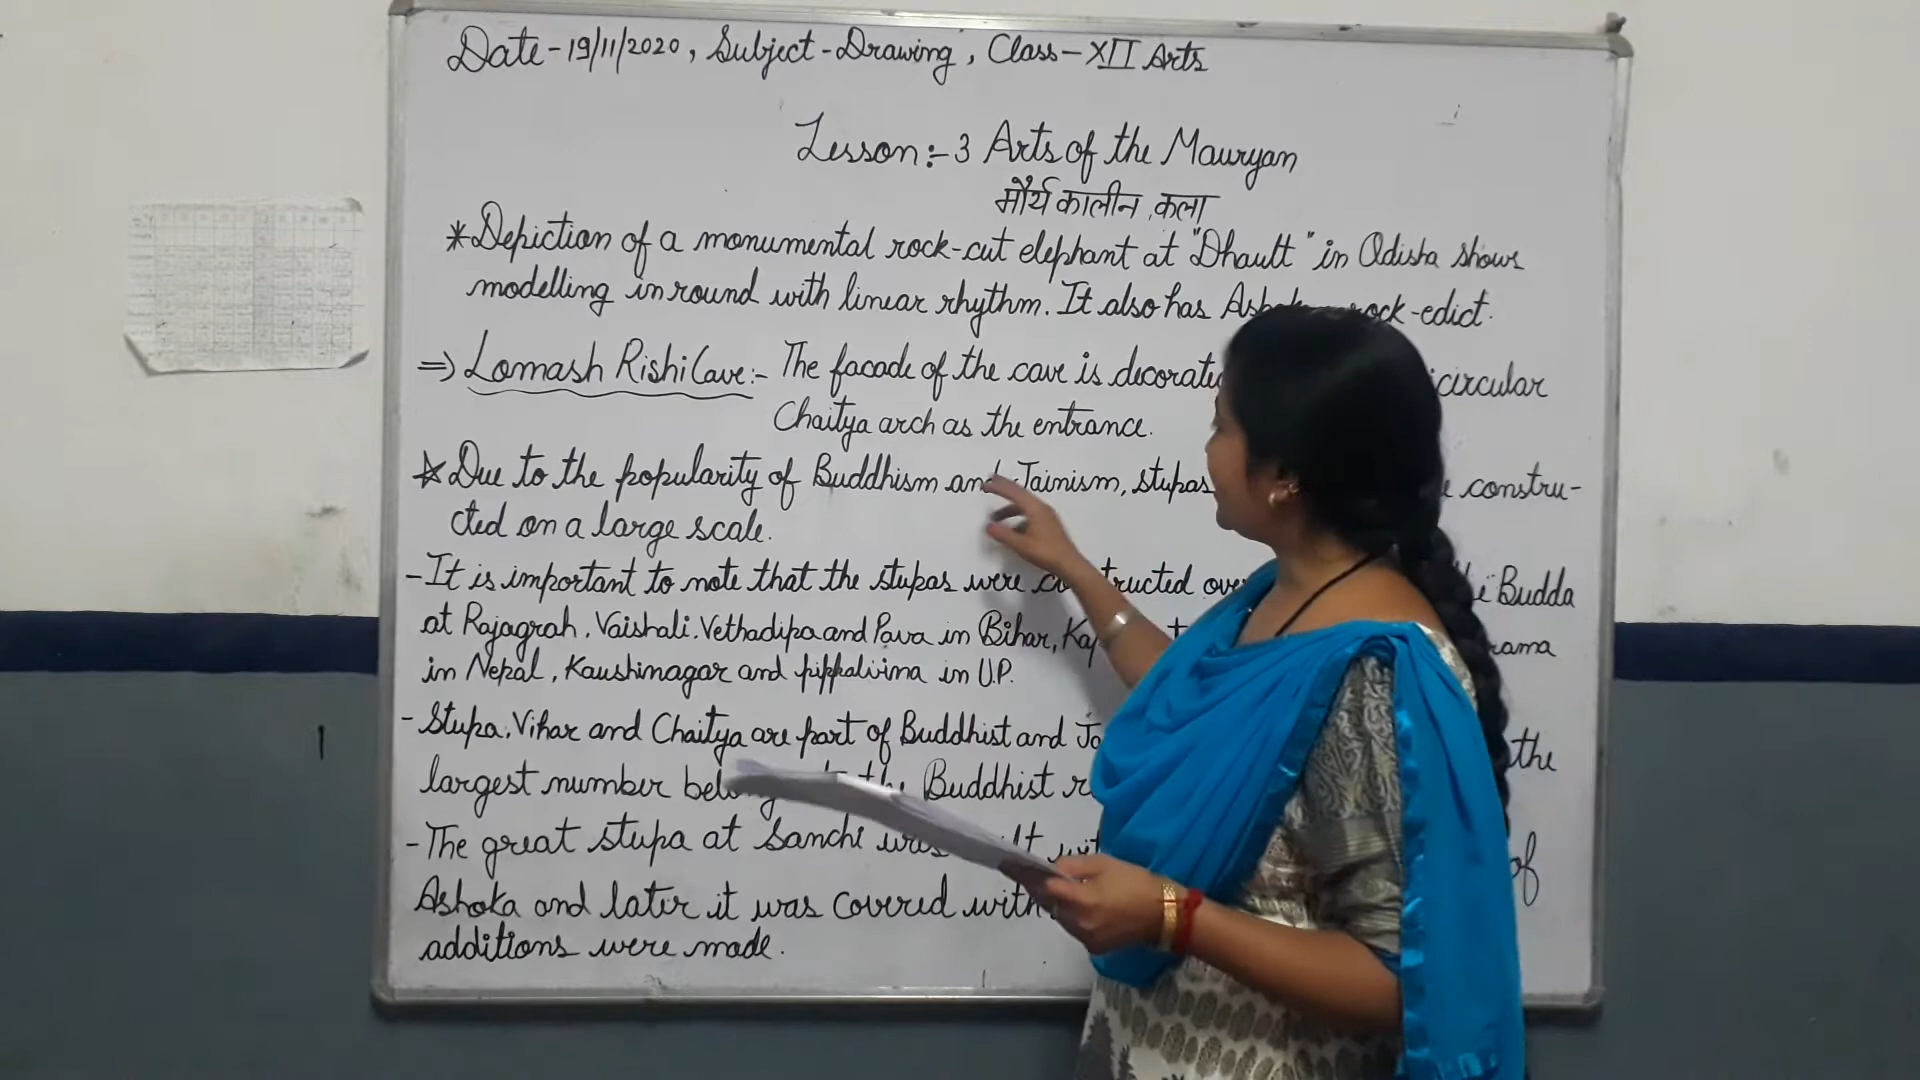 Date-19/11/2020, Subject-Drawing, Class-XII Arts
Lesson:-3 Arts of the Mauryan
मौर्य कालीन कला
*Depiction of a monumental rock-cut elephant at "Dhault" in Odisha shows
modelling in round with linear rhythm. It also has rock-edict.
⇒ Lomash Rishi Cave:- The facade of the cave is circular
Chaitya arch as the entrance.
*Due to the popularity of Buddhism and Jainism, stupas constru-
cted on a large scale.
-It is important to note that the stupas were constructed over Budda
at Rajagrah, Vaishali, Vethadipa and Pava in Bihar,
in Nepal, Kaushinagar and pippalvina in U.P.
-Stupa, Vihar and Chaitya are part of Buddhist and the
largest number Buddhist
-The great stupa at Sanchi of
Ashoka and later it was covered with
additions were made.